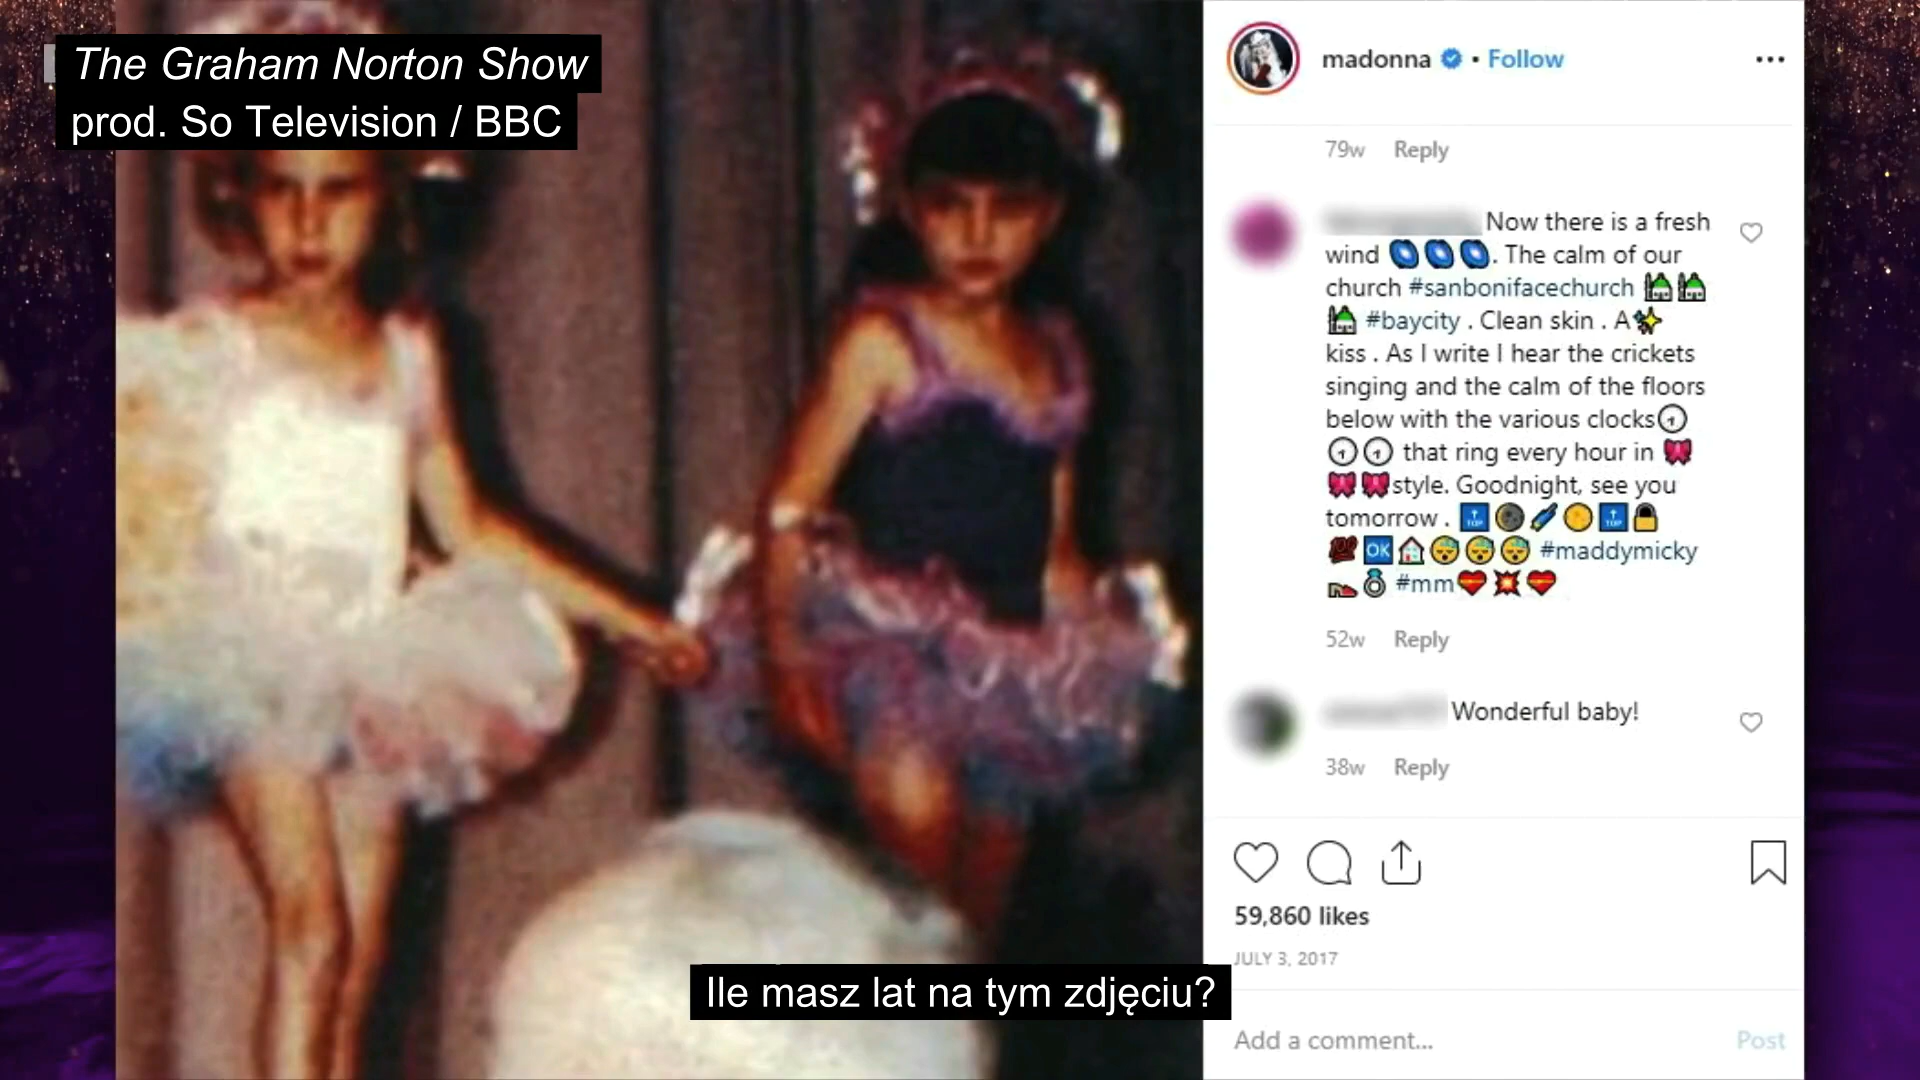 The Graham Norton Show
prod. So Television / BBC
madonna • Follow
79w Reply
Now there is a fresh
wind 🌀🌀🌀. The calm of our
church #sanbonifacechurch
#baycity . Clean skin . A✨
kiss . As I write I hear the crickets
singing and the calm of the floors
below with the various clocks
that ring every hour in 🎀
🎀🎀style. Goodnight, see you
tomorrow . 🔝🌑🍾🌕🔝🔒
💯🆗🏠😴😴😴 #maddymicky
👞💍 #mm💝💥💝
52w Reply
Wonderful baby!
38w Reply
59,860 likes
JULY 3, 2017
Ile masz lat na tym zdjęciu?
Add a comment... Post